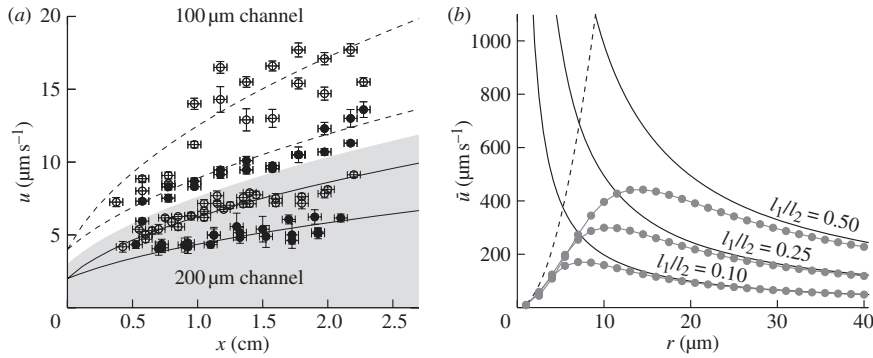 (a)
20
15
10
5
0
0.5
1.0
1.5
2.0
2.5
u (µm s⁻¹)
x (cm)
100 µm channel
200 µm channel
(b)
1000
800
600
400
200
0
10
20
30
40
ū (µm s⁻¹)
r (µm)
l₁/l₂ = 0.50
l₁/l₂ = 0.25
l₁/l₂ = 0.10